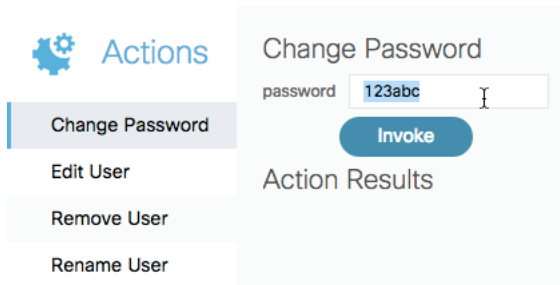 Actions
Change Password
Edit User
Remove User
Rename User
Change Password
password 123abc
Invoke
Action Results